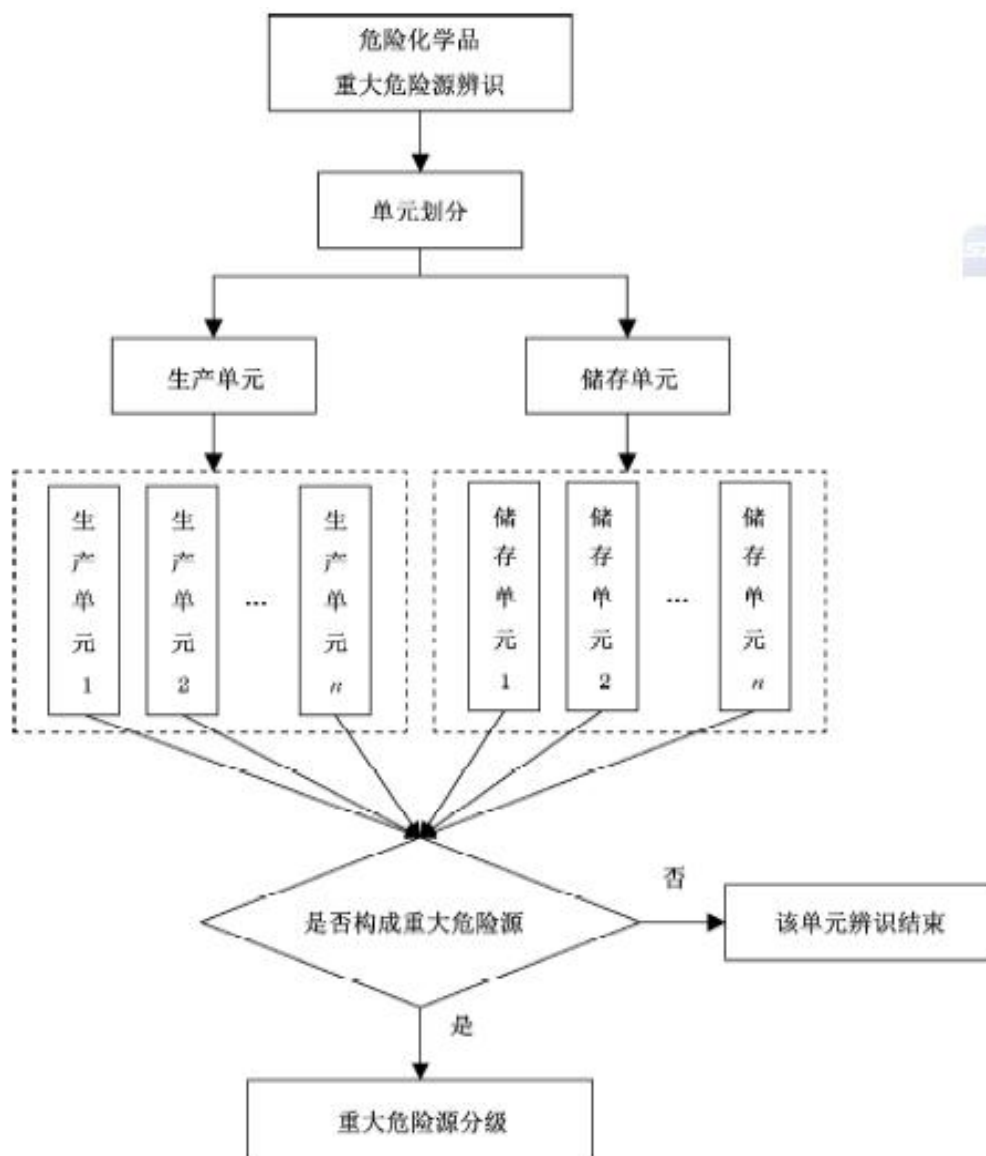 危险化学品
重大危险源辨识
单元划分
生产单元
储存单元
生产单元1
生产单元2
…
生产单元n
储存单元1
储存单元2
…
储存单元n
是否构成重大危险源
否
该单元辨识结束
是
重大危险源分级